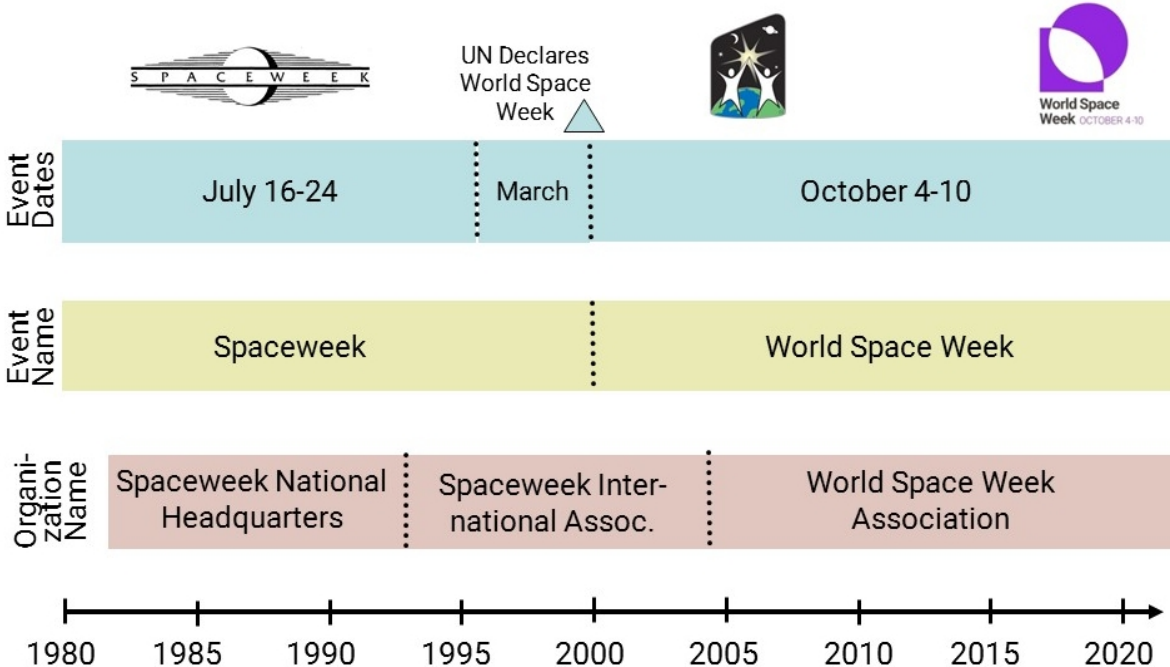 SPACEWEEK
UN Declares
World Space
Week
World Space
Week OCTOBER 4-10
Event
Dates
July 16-24
March
October 4-10
Event
Name
Spaceweek
World Space Week
Organi-
zation
Name
Spaceweek National
Headquarters
Spaceweek Inter-
national Assoc.
World Space Week
Association
1980 1985 1990 1995 2000 2005 2010 2015 2020